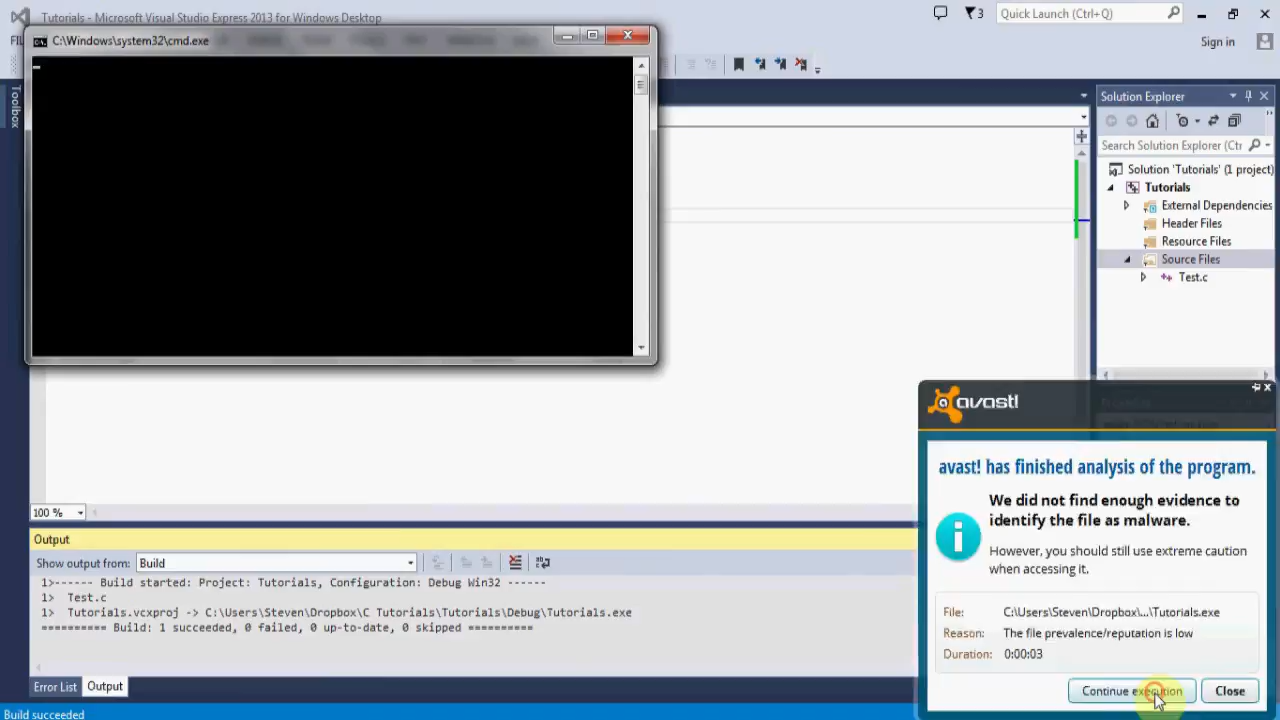 Tutorials - Microsoft Visual Studio Express 2013 for Windows Desktop
3
Quick Launch (Ctrl+Q)
C:\Windows\system32\cmd.exe
Sign in
Toolbox
Solution Explorer
Search Solution Explorer (Ctr
Solution 'Tutorials' (1 project)
Tutorials
External Dependencies
Header Files
Resource Files
Source Files
Test.c
avast!
avast! has finished analysis of the program.
We did not find enough evidence to
identify the file as malware.
However, you should still use extreme caution
when accessing it.
File: C:\Users\Steven\Dropbox\...\Tutorials.exe
Reason: The file prevalence/reputation is low
Duration: 0:00:03
Continue execution
Close
100 %
Output
Show output from: Build
1>------ Build started: Project: Tutorials, Configuration: Debug Win32 ------
1>  Test.c
1>  Tutorials.vcxproj -> C:\Users\Steven\Dropbox\C Tutorials\Tutorials\Debug\Tutorials.exe
========== Build: 1 succeeded, 0 failed, 0 up-to-date, 0 skipped ==========
Error List
Output
Build succeeded